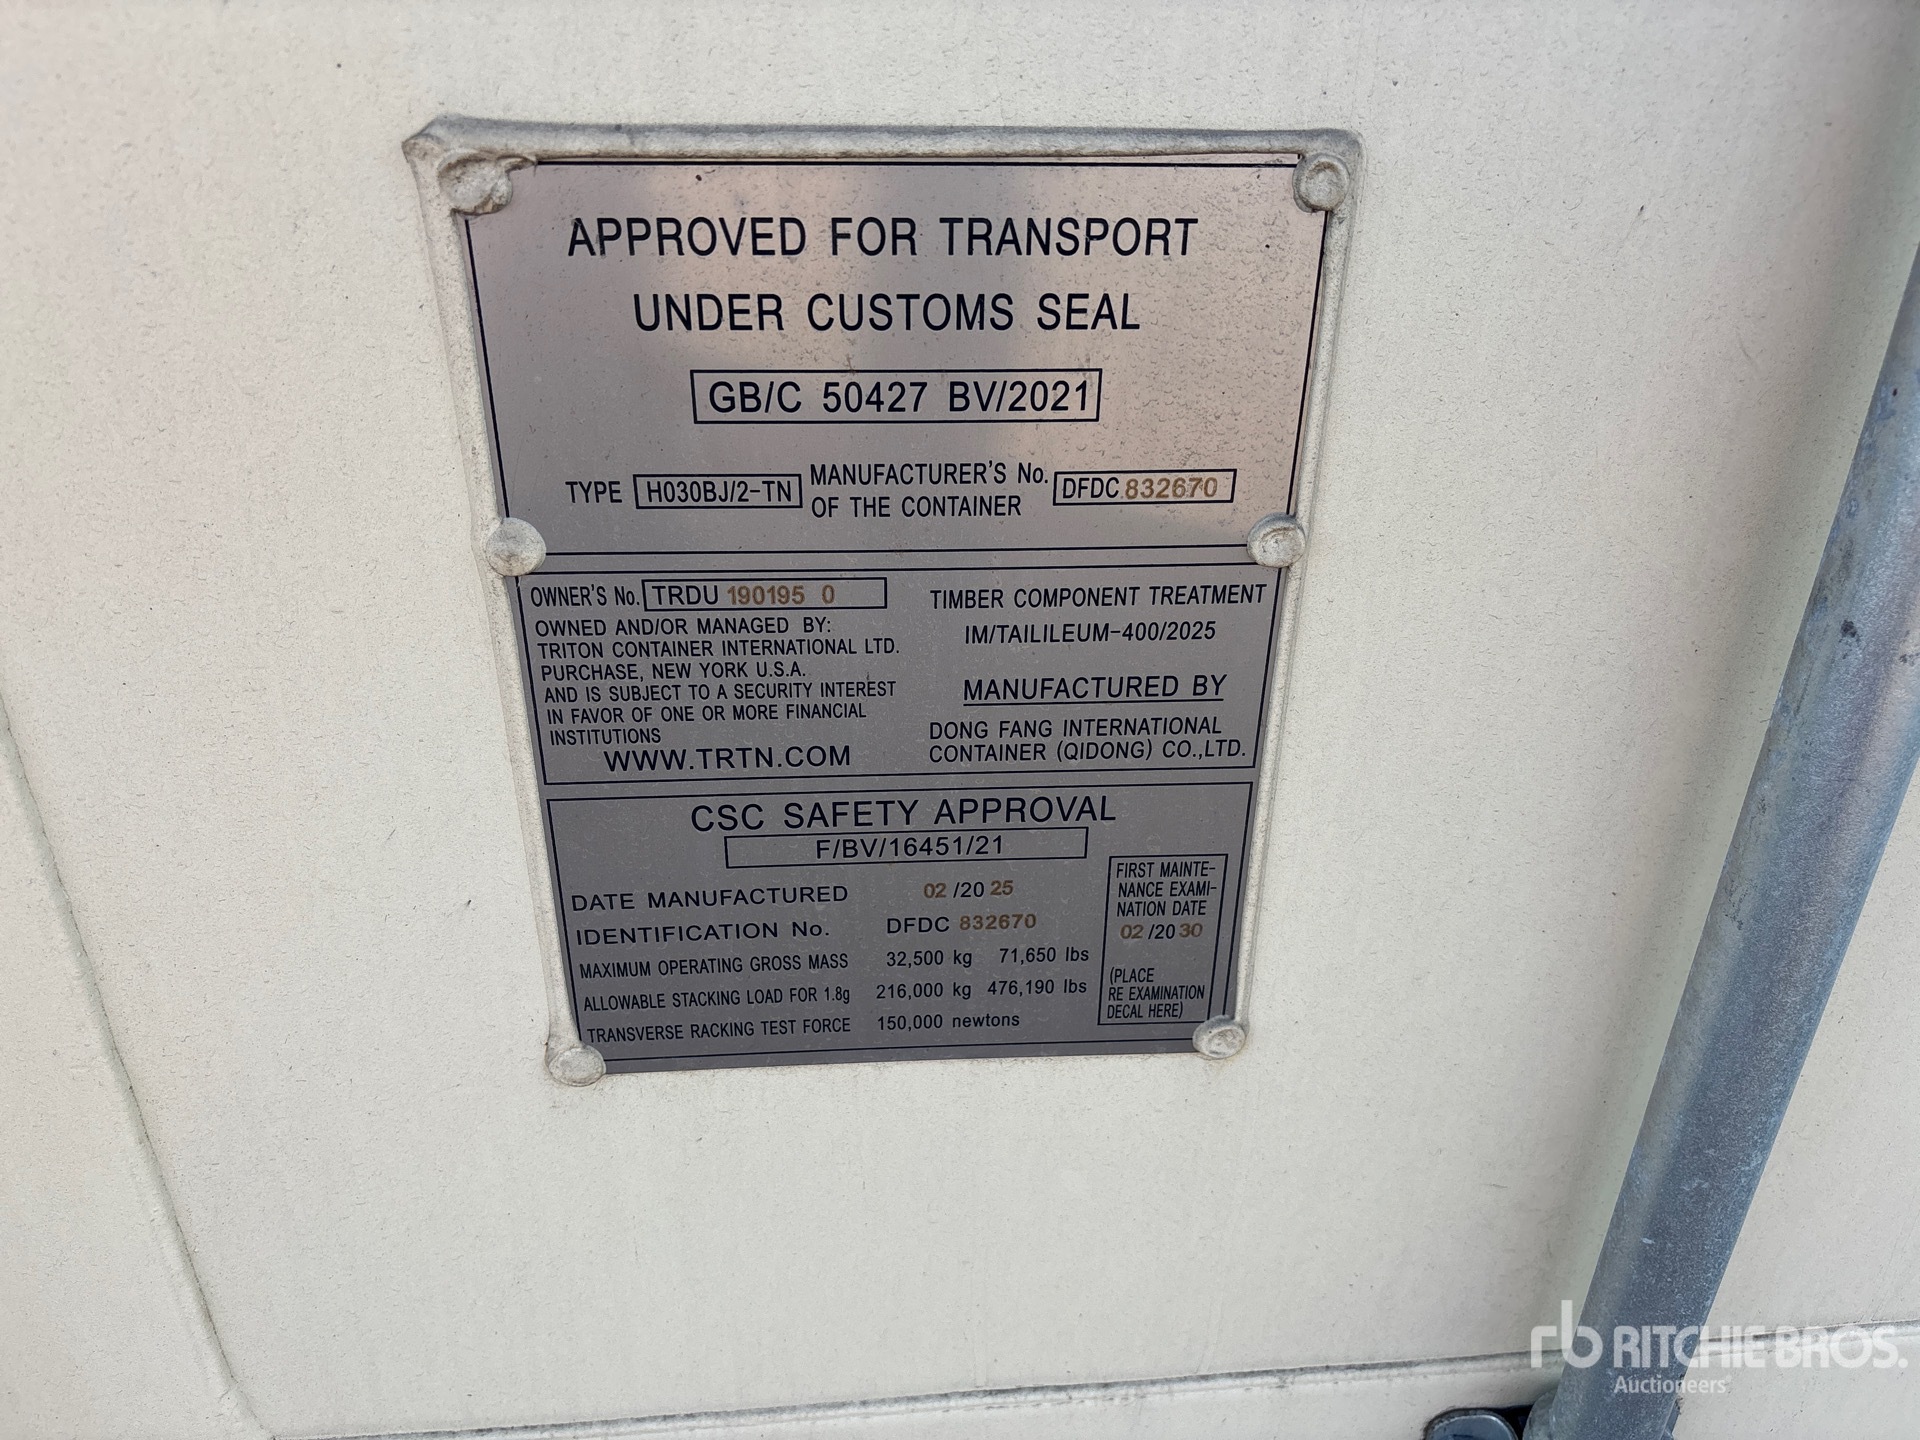 APPROVED FOR TRANSPORT
UNDER CUSTOMS SEAL
GB/C 50427 BV/2021
TYPE H030BJ/2-TN MANUFACTURER'S No. OF THE CONTAINER DFDC 832670
OWNER'S No. TRDU 190195 0
OWNED AND/OR MANAGED BY:
TRITON CONTAINER INTERNATIONAL LTD.
PURCHASE, NEW YORK U.S.A.
AND IS SUBJECT TO A SECURITY INTEREST
IN FAVOR OF ONE OR MORE FINANCIAL
INSTITUTIONS
WWW.TRTN.COM
TIMBER COMPONENT TREATMENT
IM/TAILILEUM-400/2025
MANUFACTURED BY
DONG FANG INTERNATIONAL
CONTAINER (QIDONG) CO.,LTD.
CSC SAFETY APPROVAL
F/BV/16451/21
DATE MANUFACTURED 02 /20 25
IDENTIFICATION No. DFDC 832670
MAXIMUM OPERATING GROSS MASS 32,500 kg 71,650 lbs
ALLOWABLE STACKING LOAD FOR 1.8g 216,000 kg 476,190 lbs
TRANSVERSE RACKING TEST FORCE 150,000 newtons
FIRST MAINTE-
NANCE EXAMI-
NATION DATE
02 /20 30
(PLACE
RE EXAMINATION
DECAL HERE)
rb RITCHIE BROS.
Auctioneers